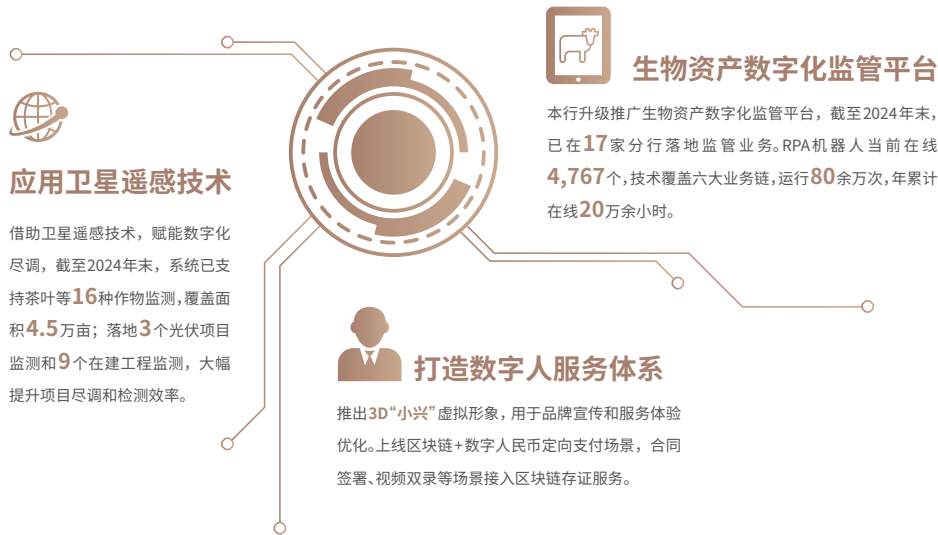 应用卫星遥感技术
借助卫星遥感技术，赋能数字化
尽调，截至2024年末，系统已支
持茶叶等16种作物监测，覆盖面
积4.5万亩；落地3个光伏项目
监测和9个在建工程监测，大幅
提升项目尽调和检测效率。
生物资产数字化监管平台
本行升级推广生物资产数字化监管平台，截至2024年末，
已在17家分行落地监管业务。RPA机器人当前在线
4,767个，技术覆盖六大业务链，运行80余万次，年累计
在线20万余小时。
打造数字人服务体系
推出3D“小兴”虚拟形象，用于品牌宣传和服务体验
优化。上线区块链+数字人民币定向支付场景，合同
签署、视频双录等场景接入区块链存证服务。